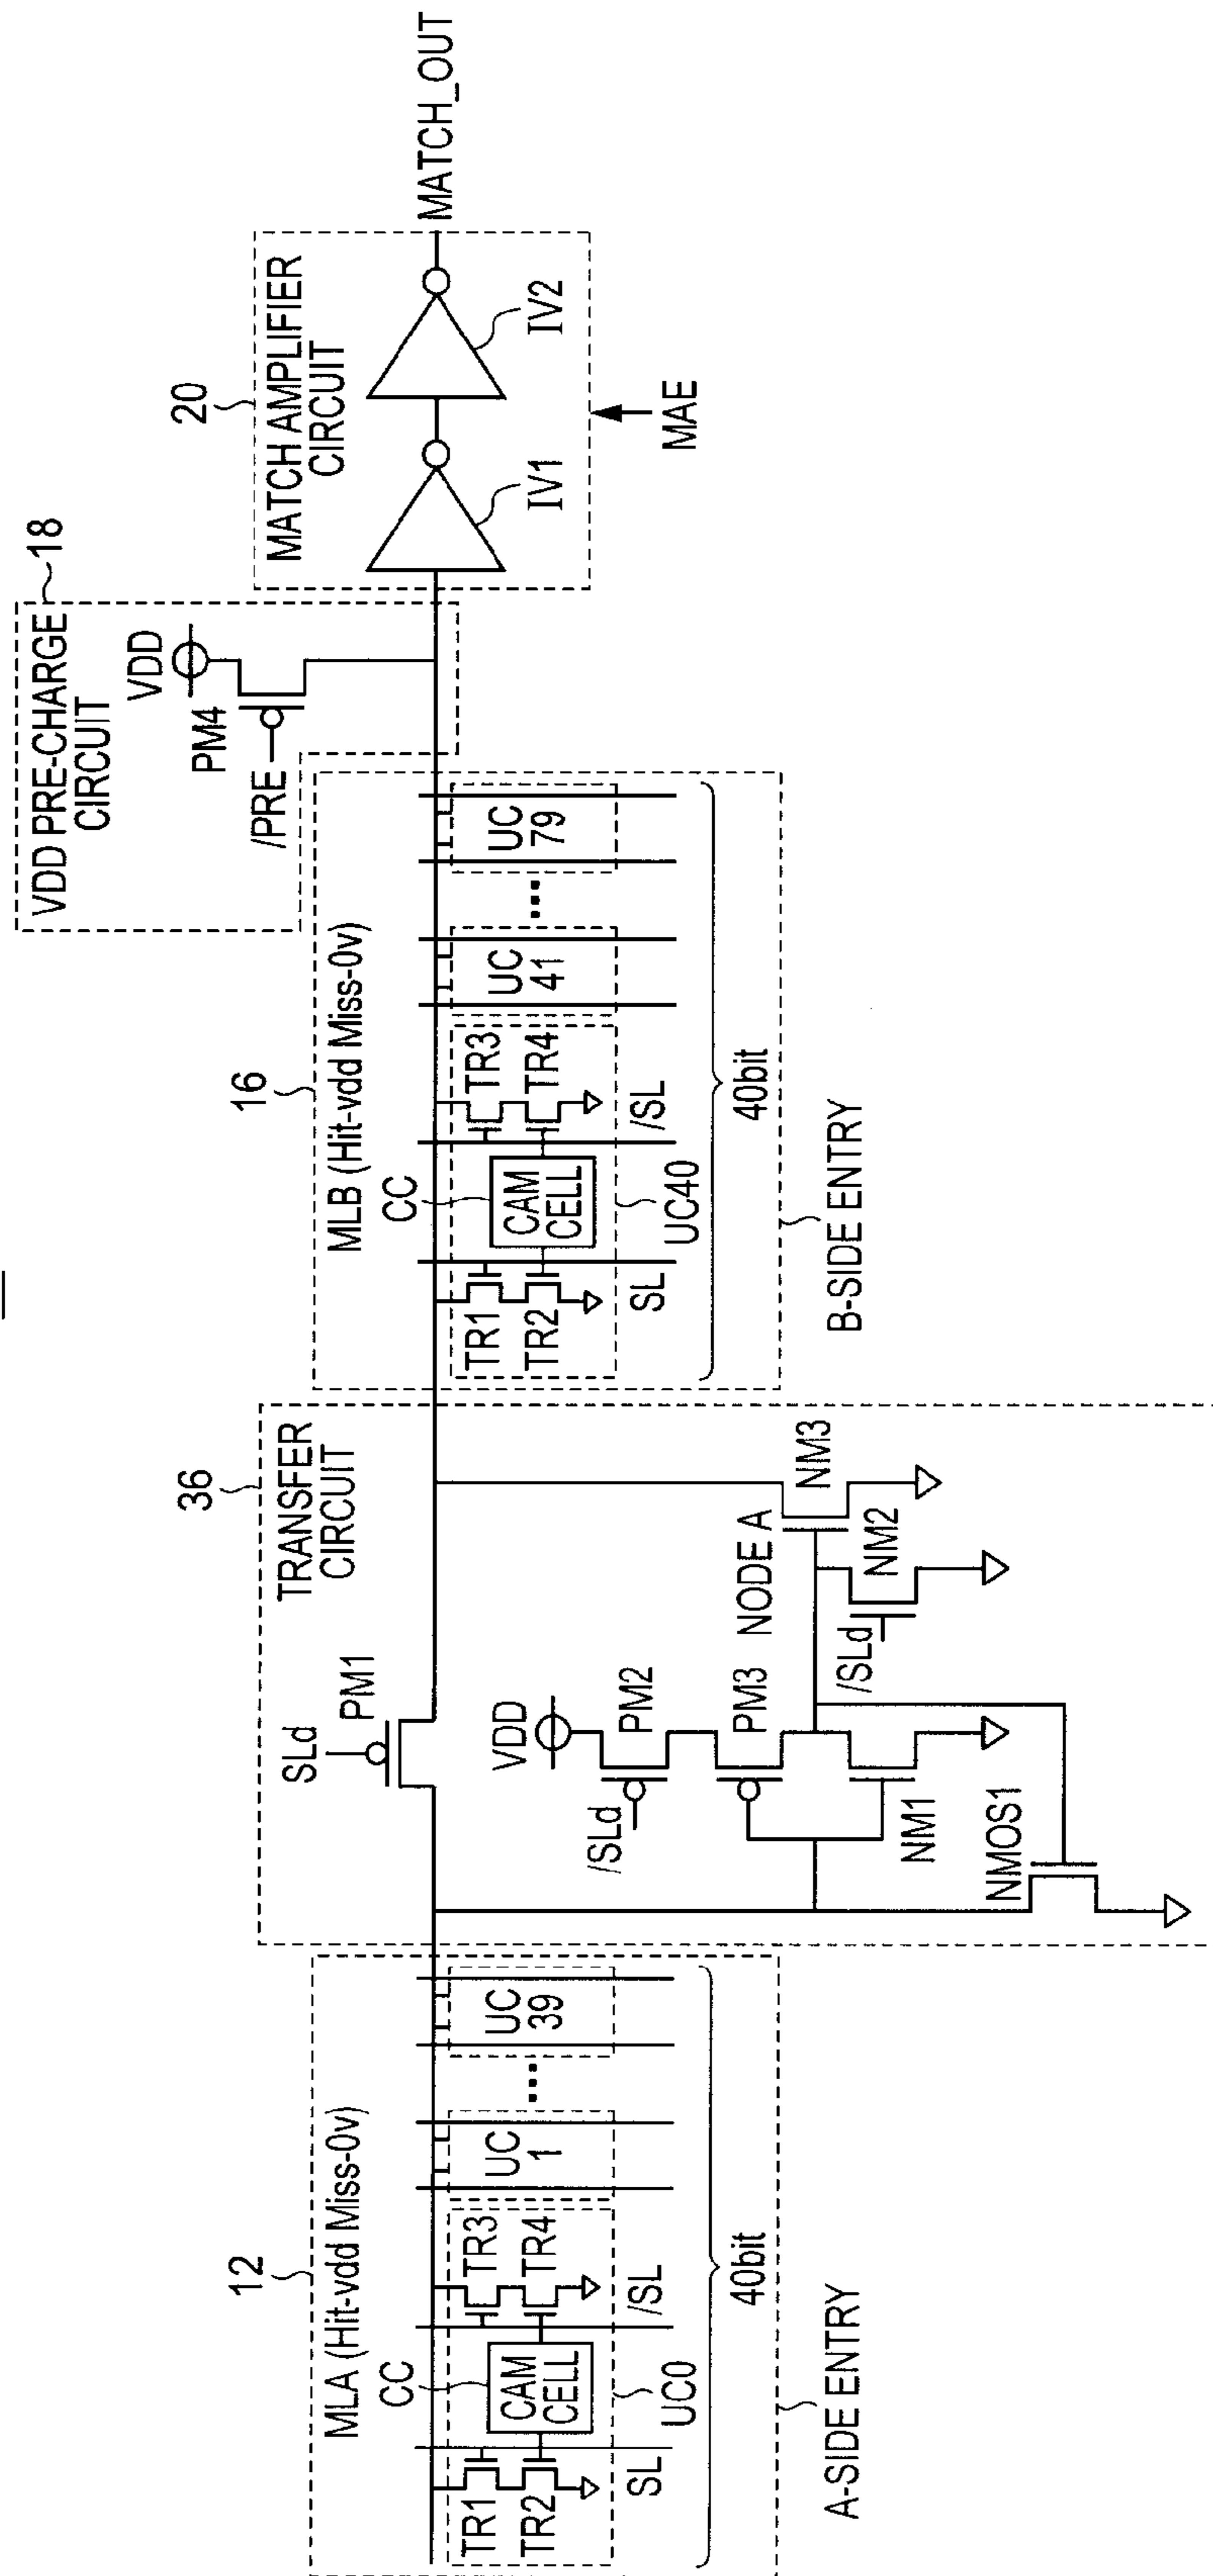 12
MLA (Hit-vdd Miss-0v)
CC
TR1
TR2
CAM
CELL
TR3
TR4
SL
/SL
UC0
UC
1
...
UC
39
40bit
A-SIDE ENTRY
36
TRANSFER
CIRCUIT
SLd
PM1
VDD
/SLd
PM2
PM3
NM1
NMOS1
NODE A
/SLd
NM2
NM3
16
MLB (Hit-vdd Miss-0v)
CC
TR1
TR2
CAM
CELL
TR3
TR4
SL
/SL
UC40
UC
41
...
UC
79
40bit
B-SIDE ENTRY
VDD PRE-CHARGE
CIRCUIT
18
VDD
PM4
/PRE
20
MATCH AMPLIFIER
CIRCUIT
IV1
IV2
MAE
MATCH_OUT